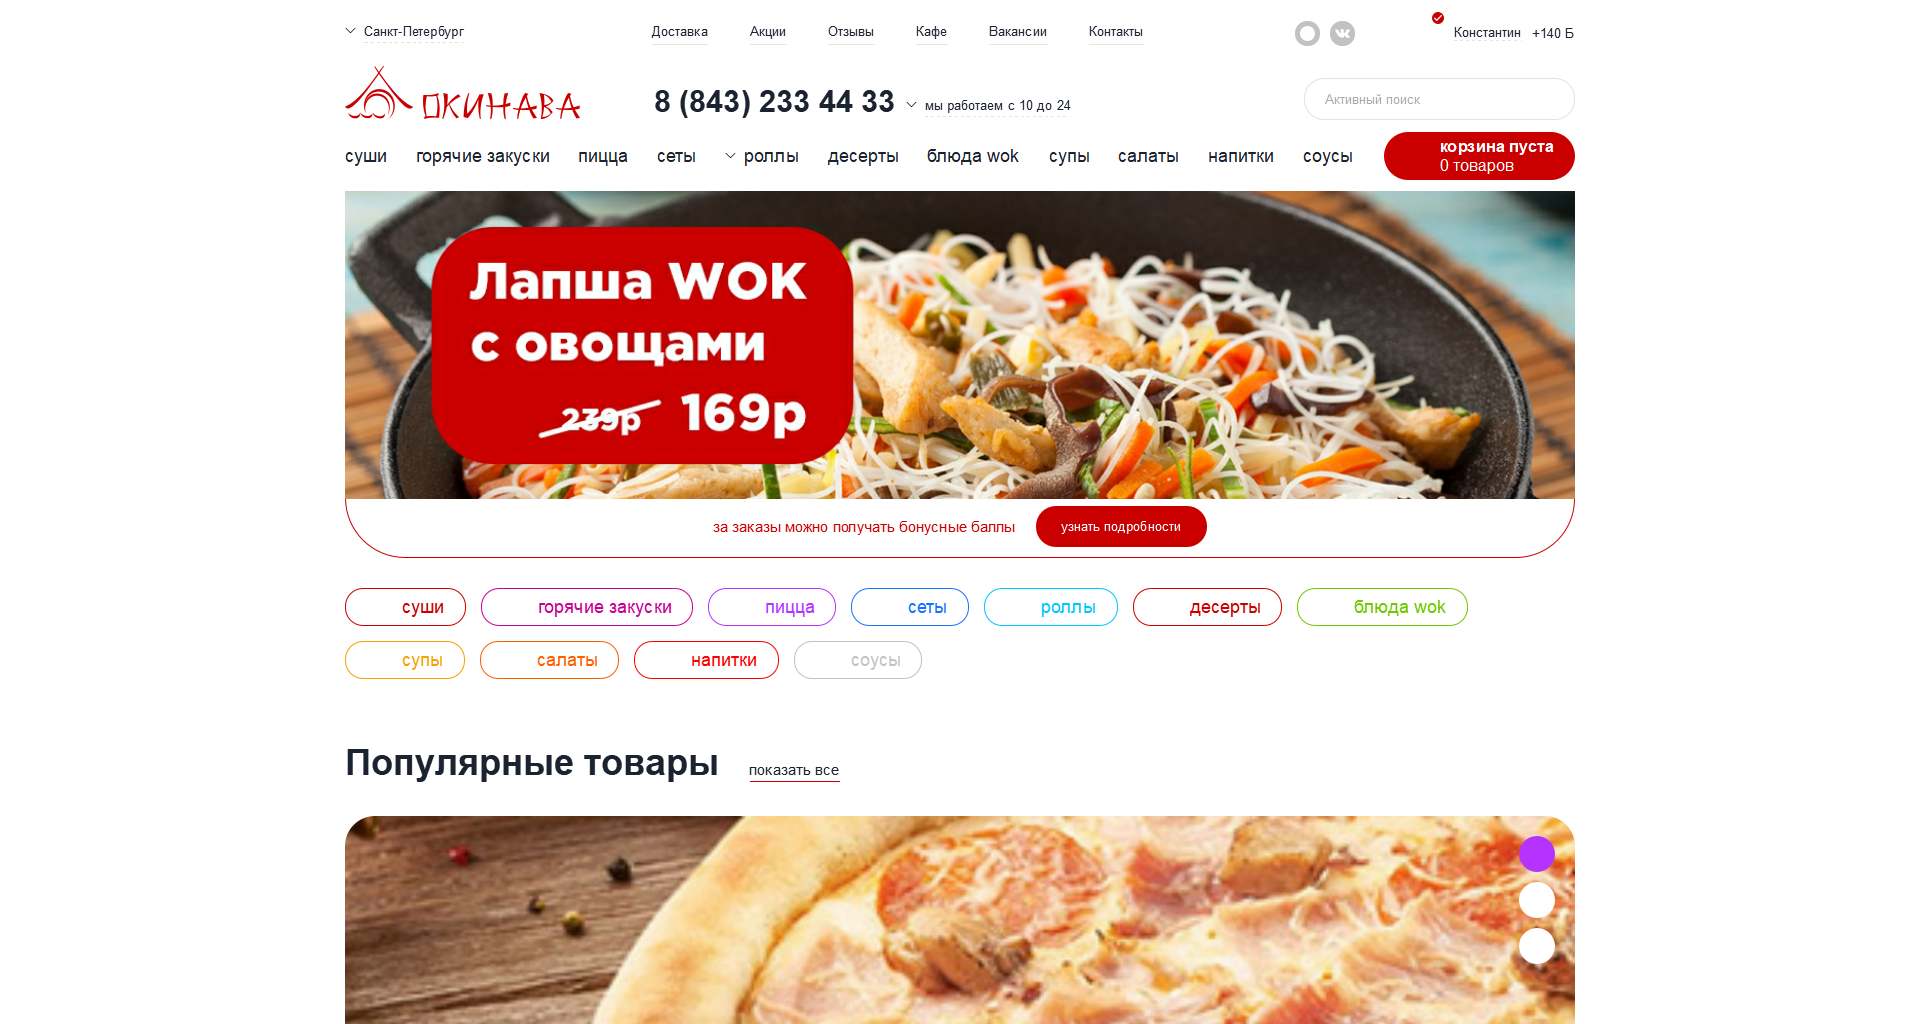 Санкт-Петербург
Доставка
Акции
Отзывы
Кафе
Вакансии
Контакты
Константин
+140 Б
ОКИНАВА
8 (843) 233 44 33
мы работаем с 10 до 24
Активный поиск
суши
горячие закуски
пицца
сеты
роллы
десерты
блюда wok
супы
салаты
напитки
соусы
корзина пуста
0 товаров
Лапша WOK
с овощами
239р 169р
за заказы можно получать бонусные баллы
узнать подробности
суши
горячие закуски
пицца
сеты
роллы
десерты
блюда wok
супы
салаты
напитки
соусы
Популярные товары
показать все